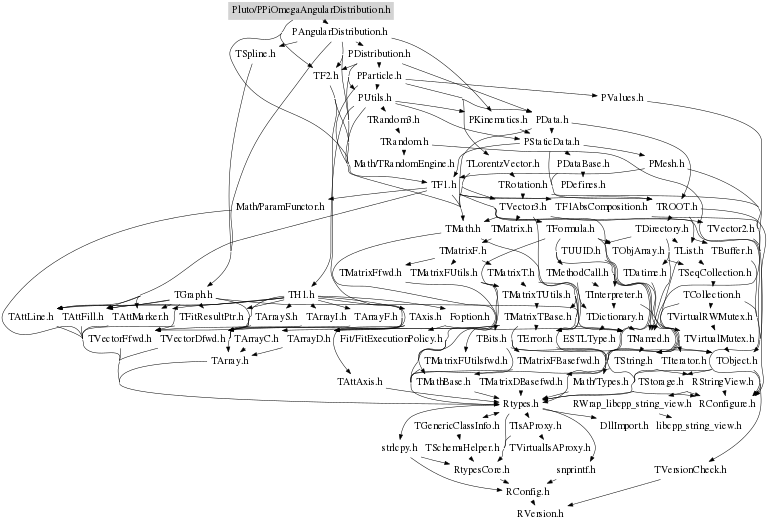 Pluto/PPiOmegaAngularDistribution.h
PAngularDistribution.h
TSpline.h PDistribution.h
TF2.h PParticle.h
PUtils.h PValues.h
TRandom3.h PKinematics.h PData.h
TRandom.h PStaticData.h
Math/TRandomEngine.h TLorentzVector.h PDataBase.h PMesh.h
TF1.h TRotation.h PDefines.h
Math/ParamFunctor.h TVector3.h TF1AbsComposition.h TROOT.h
TMath.h TMatrix.h TFormula.h TDirectory.h TVector2.h
TMatrixF.h TUUID.h TObjArray.h TList.h TBuffer.h
TMatrixFfwd.h TMatrixFUtils.h TMatrixT.h TMethodCall.h TDatime.h TSeqCollection.h
TGraph.h TH1.h TMatrixTUtils.h TInterpreter.h TCollection.h
TAttLine.h TAttFill.h TAttMarker.h TFitResultPtr.h TArrayS.h TArrayI.h TArrayF.h TAxis.h Foption.h TMatrixTBase.h TDictionary.h TVirtualRWMutex.h
TVectorFfwd.h TVectorDfwd.h TArrayC.h TArrayD.h Fit/FitExecutionPolicy.h TBits.h TError.h ESTLType.h TNamed.h TVirtualMutex.h
TArray.h TMatrixFUtilsfwd.h TMatrixFBasefwd.h TString.h TIterator.h TObject.h
TAttAxis.h TMathBase.h TMatrixDBasefwd.h MathTypes.h TStorage.h RStringView.h
Rtypes.h RWrap_libcpp_string_view.h RConfigure.h
TGenericClassInfo.h TIsAProxy.h DllImport.h libcpp_string_view.h
strlcpy.h TSchemaHelper.h TVirtualIsAProxy.h
RtypesCore.h snprintf.h TVersionCheck.h
RConfig.h
RVersion.h